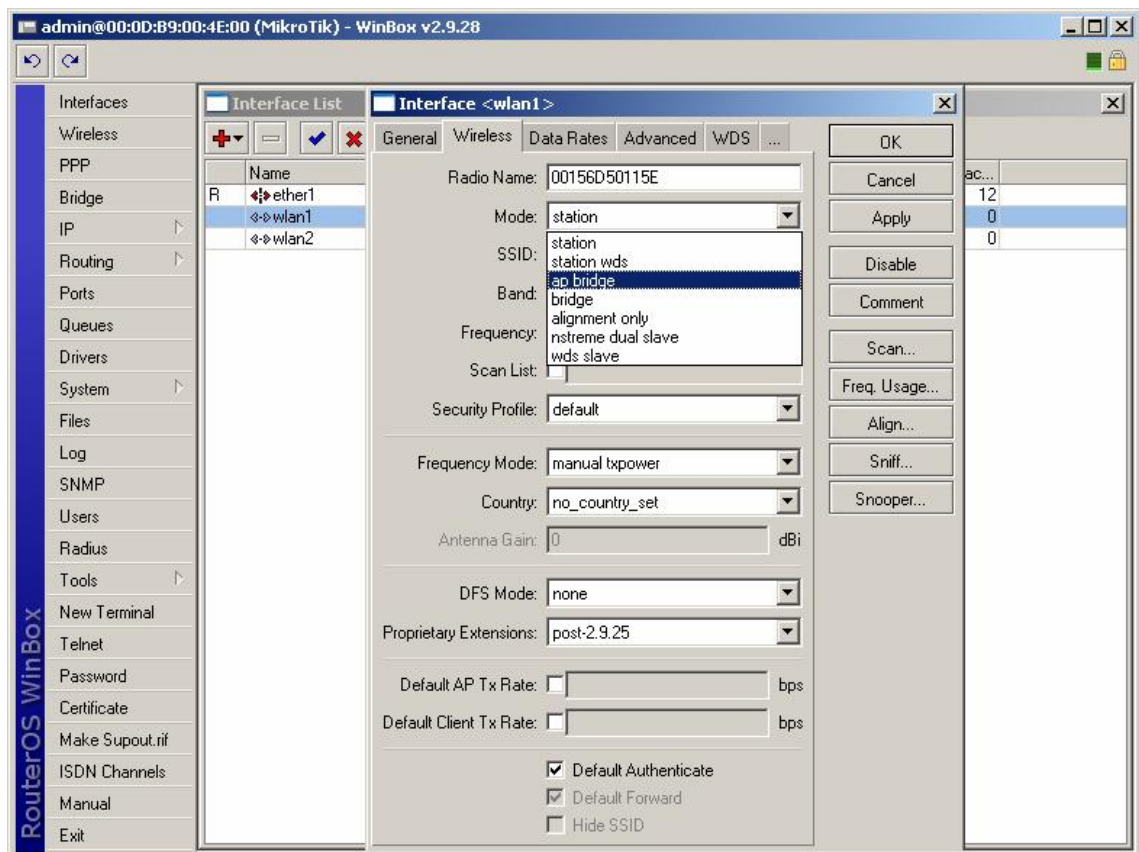 admin@00:0D:B9:00:4E:00 (MikroTik) - WinBox v2.9.28
RouterOS WinBox
Interfaces
Wireless
PPP
Bridge
IP
Routing
Ports
Queues
Drivers
System
Files
Log
SNMP
Users
Radius
Tools
New Terminal
Telnet
Password
Certificate
Make Supout.rif
ISDN Channels
Manual
Exit
Interface List
Name
R ether1
wlan1
wlan2
ac...
12
0
0
Interface <wlan1>
General Wireless Data Rates Advanced WDS ...
Radio Name: 00156D50115E
Mode: station
station
station wds
ap bridge
bridge
alignment only
nstreme dual slave
wds slave
SSID:
Band:
Frequency:
Scan List:
Security Profile: default
Frequency Mode: manual txpower
Country: no_country_set
Antenna Gain: 0 dBi
DFS Mode: none
Proprietary Extensions: post-2.9.25
Default AP Tx Rate: bps
Default Client Tx Rate: bps
Default Authenticate
Default Forward
Hide SSID
OK
Cancel
Apply
Disable
Comment
Scan...
Freq. Usage...
Align...
Sniff...
Snooper...